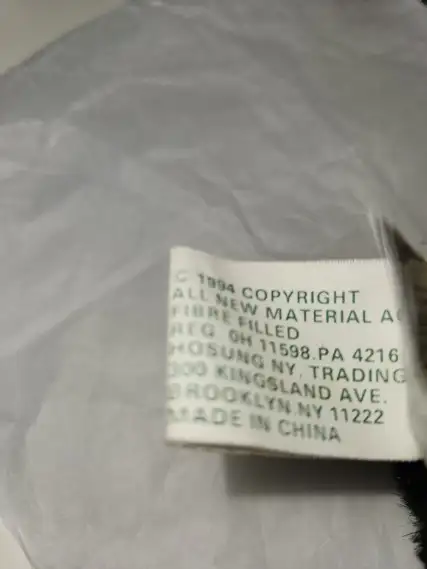 C 1994 COPYRIGHT
ALL NEW MATERIAL
FIBRE FILLED
REG OH 11598.PA 4216
HOSUNG NY. TRADING
300 KINGSLAND AVE.
BROOKLYN.NY 11222
MADE IN CHINA